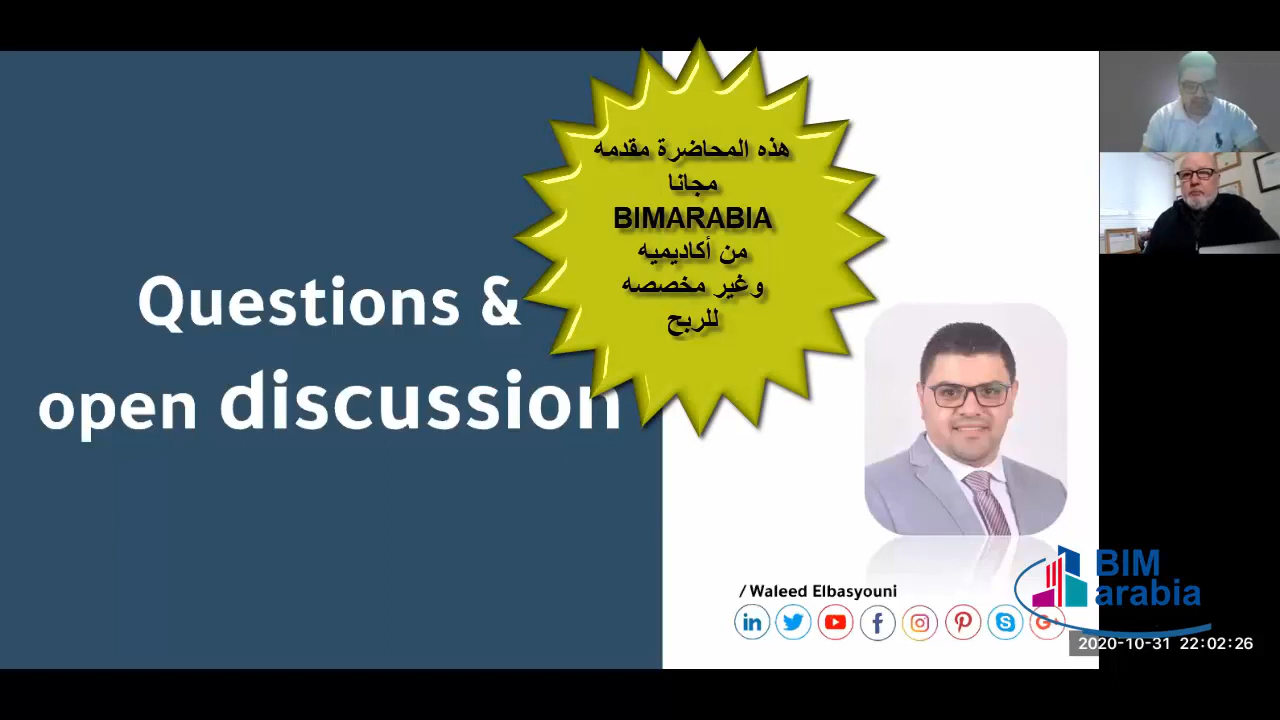 هذه المحاضرة مقدمه
مجانا
BIMARABIA
من أكاديميه
وغير مخصصه
للربح
Questions &
open discussion
/ Waleed Elbasyouni
BIM
arabia
2020-10-31 22:02:26